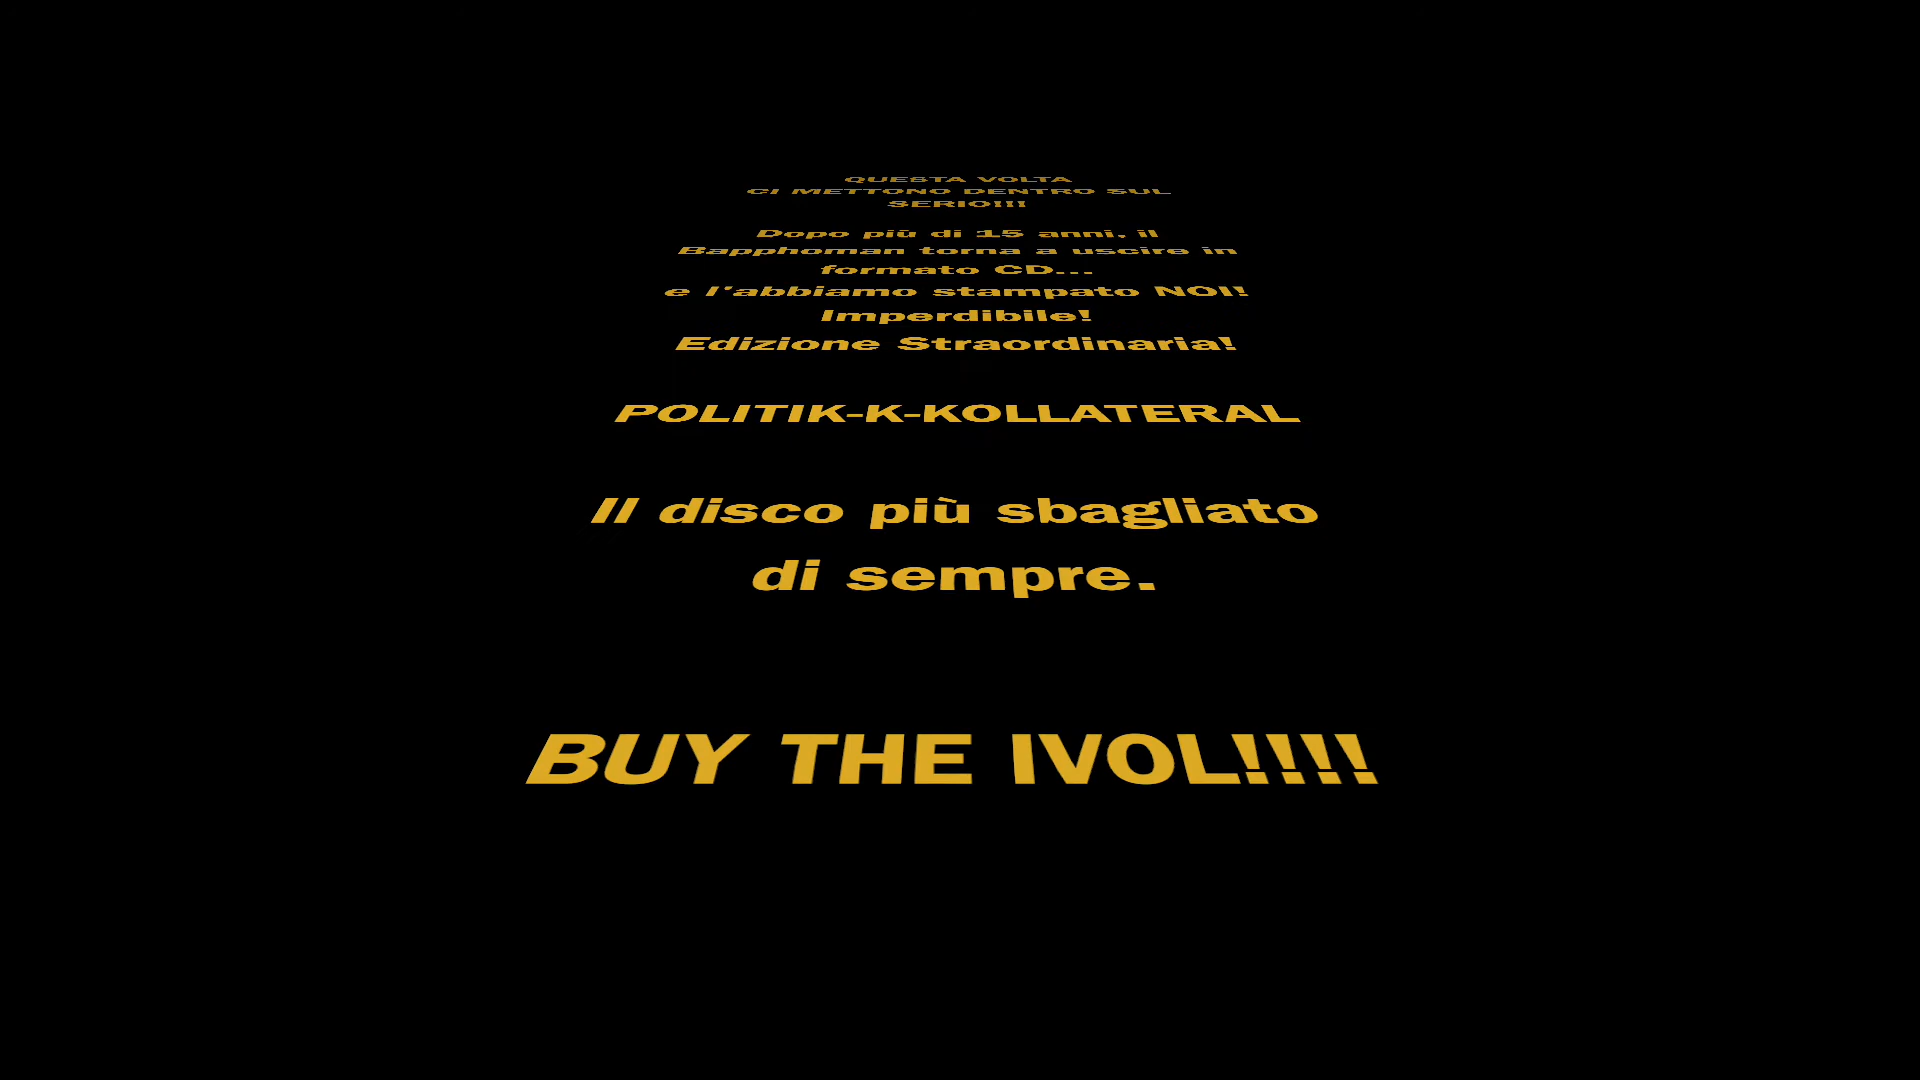 QUESTA VOLTA
CI METTONO DENTRO SUL
SERIO!!!
Dopo più di 15 anni, il
Bapphoman torna a uscire in
formato CD...
e l'abbiamo stampato NOI!
Imperdibile!
Edizione Straordinaria!
POLITIK-K-KOLLATERAL
Il disco più sbagliato
di sempre.
BUY THE IVOL!!!!